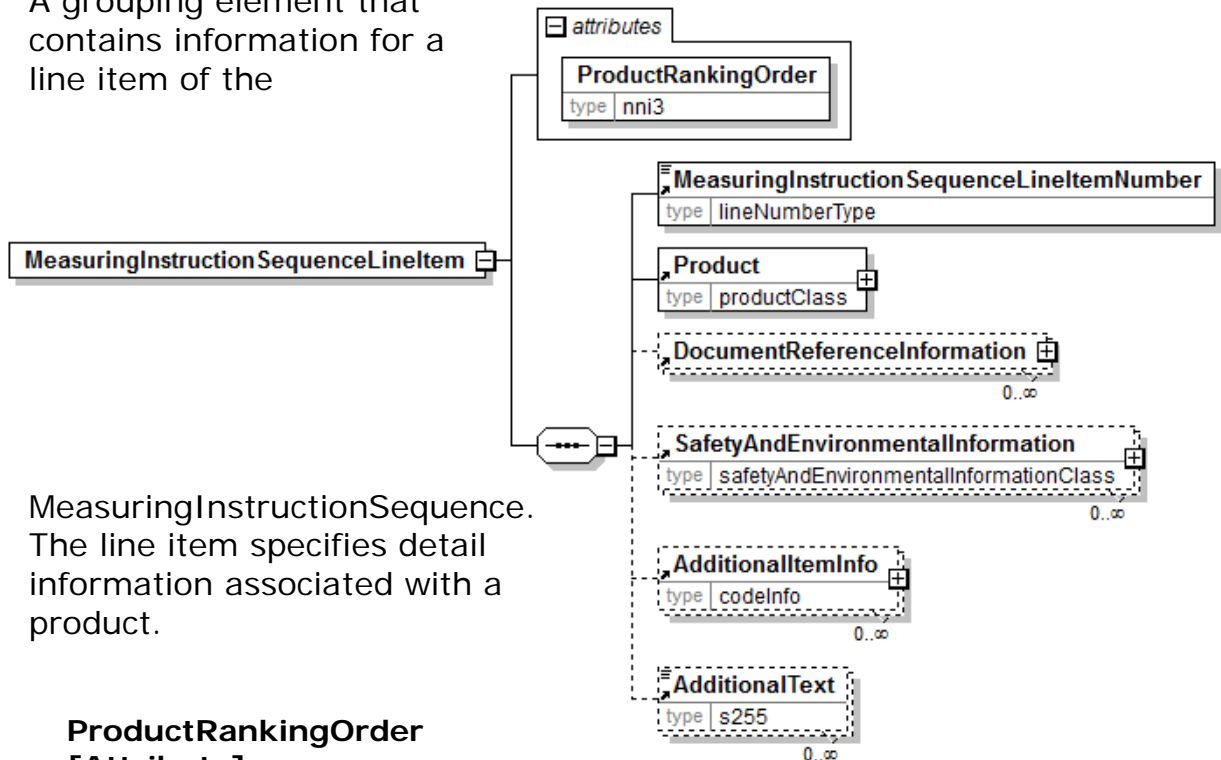 A grouping element that
contains information for a
line item of the
attributes
ProductRankingOrder
type nni3
MeasuringInstructionSequenceLineItem
MeasuringInstructionSequenceLineItemNumber
type lineNumberType
Product
type productClass
DocumentReferenceInformation
0..∞
SafetyAndEnvironmentalInformation
type safetyAndEnvironmentalInformationClass
0..∞
AdditionalItemInfo
type codeInfo
0..∞
AdditionalText
type s255
0..∞
MeasuringInstructionSequence.
The line item specifies detail
information associated with a
product.
ProductRankingOrder
[Attribute]